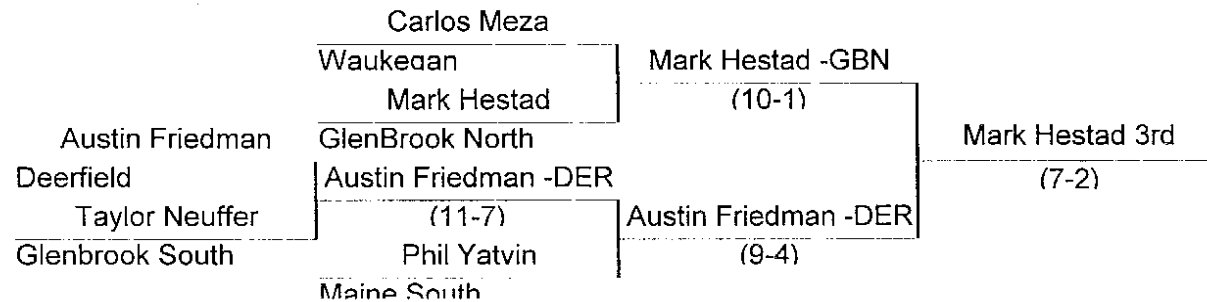 Carlos Meza
Waukegan Mark Hestad -GBN
Mark Hestad (10-1)
Austin Friedman GlenBrook North Mark Hestad 3rd
Deerfield Austin Friedman -DER (7-2)
Taylor Neuffer (11-7) Austin Friedman -DER
Glenbrook South Phil Yatvin (9-4)
Maine South